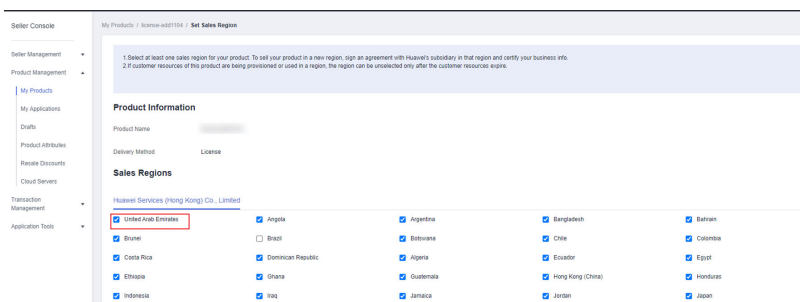 Seller Console
My Products / license-add1104 / Set Sales Region
Seller Management
Product Management
My Products
My Applications
Drafts
Product Attributes
Resale Discounts
Cloud Servers
Transaction
Management
Application Tools
1.Select at least one sales region for your product. To sell your product in a new region, sign an agreement with Huawei's subsidiary in that region and certify your business info.
2.If customer resources of this product are being provisioned or used in a region, the region can be unselected only after the customer resources expire.
Product Information
Product Name
Delivery Method License
Sales Regions
Huawei Services (Hong Kong) Co., Limited
United Arab Emirates Angola Argentina Bangladesh Bahrain
Brunei Brazil Botswana Chile Colombia
Costa Rica Dominican Republic Algeria Ecuador Egypt
Ethiopia Ghana Guatemala Hong Kong (China) Honduras
Indonesia Iraq Jamaica Jordan Japan